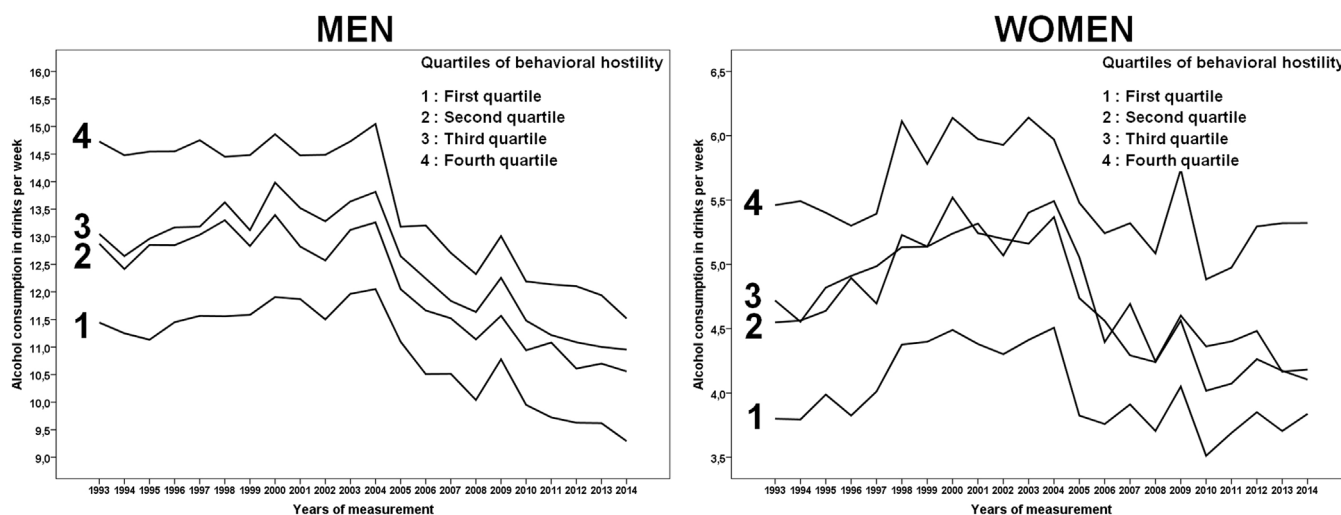 MEN
Quartiles of behavioral hostility
1 : First quartile
2 : Second quartile
3 : Third quartile
4 : Fourth quartile
Alcohol consumption in drinks per week
16,0
15,5
15,0
14,5
14,0
13,5
13,0
12,5
12,0
11,5
11,0
10,5
10,0
9,5
9,0
4
3
2
1
1993 1994 1995 1996 1997 1998 1999 2000 2001 2002 2003 2004 2005 2006 2007 2008 2009 2010 2011 2012 2013 2014
Years of measurement
WOMEN
Quartiles of behavioral hostility
1 : First quartile
2 : Second quartile
3 : Third quartile
4 : Fourth quartile
Alcohol consumption in drinks per week
6,5
6,0
5,5
5,0
4,5
4,0
3,5
4
3
2
1
1993 1994 1995 1996 1997 1998 1999 2000 2001 2002 2003 2004 2005 2006 2007 2008 2009 2010 2011 2012 2013 2014
Years of measurement